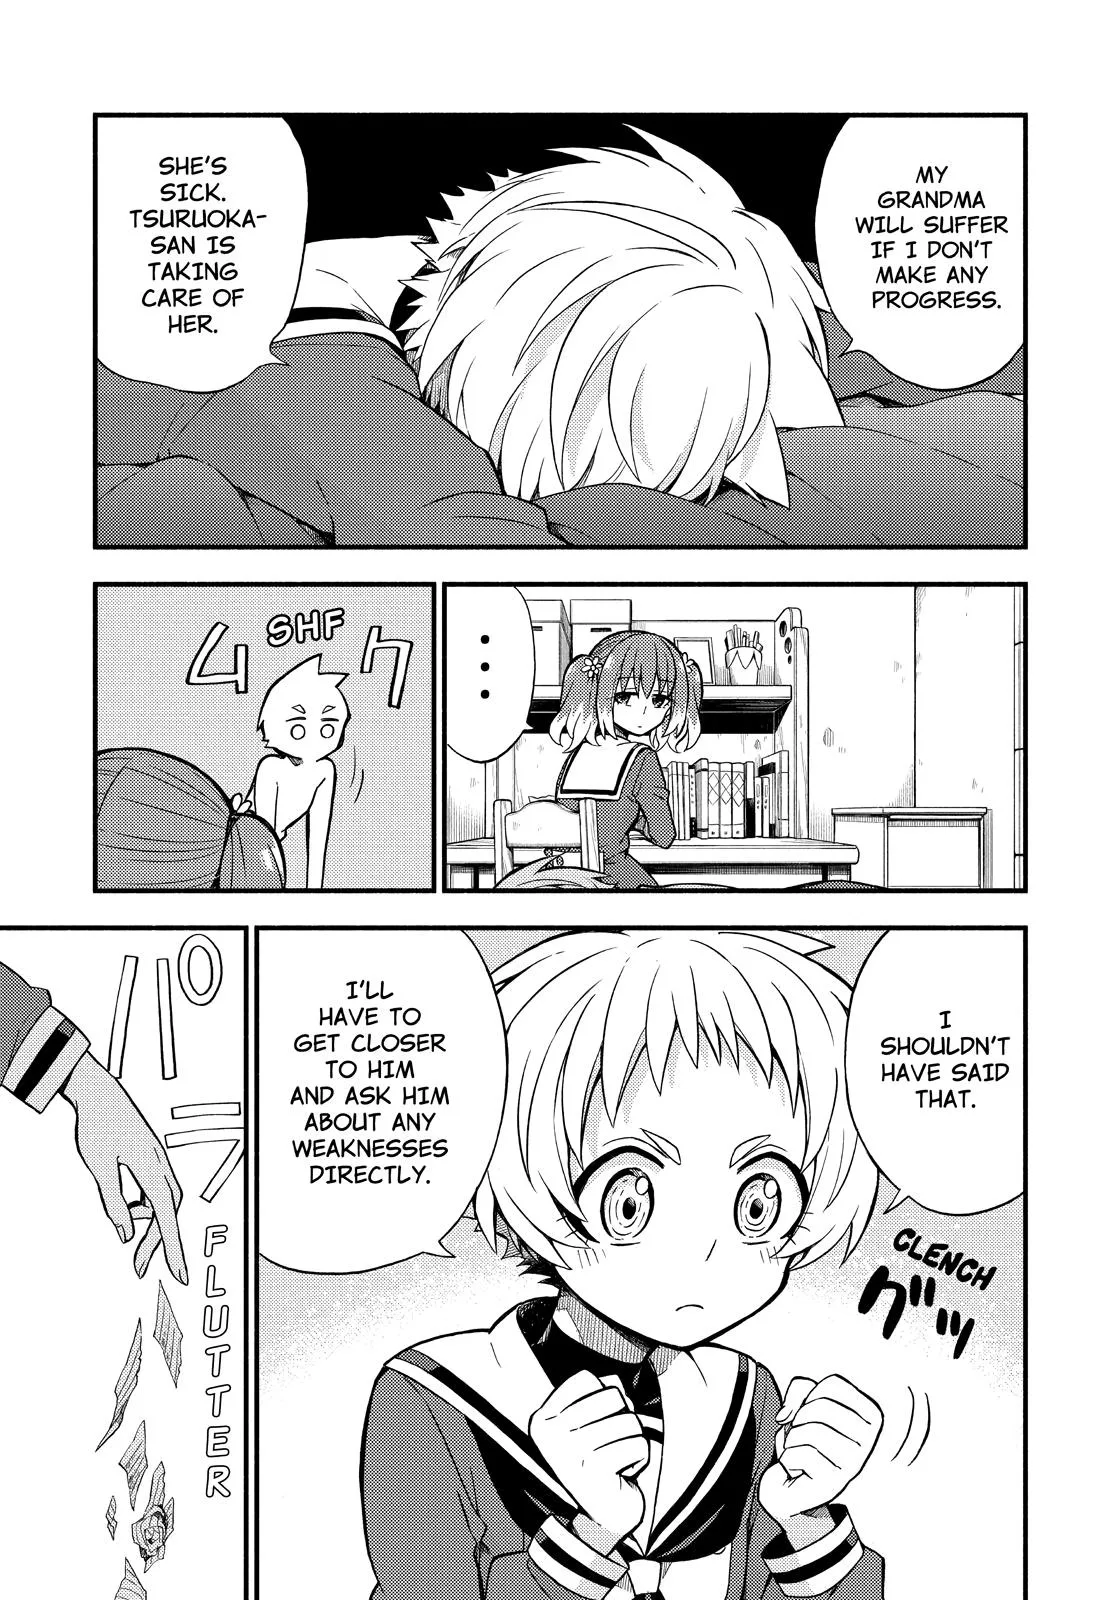 MY
GRANDMA
WILL SUFFER
IF I DON'T
MAKE ANY
PROGRESS.
SHE'S
SICK.
TSURUOKA-
SAN IS
TAKING
CARE OF
HER.
...
SHF
ムク
I
SHOULDN'T
HAVE SAID
THAT.
CLENCH
グッ
I'LL
HAVE TO
GET CLOSER
TO HIM
AND ASK HIM
ABOUT ANY
WEAKNESSES
DIRECTLY.
パラ
FLUTTER